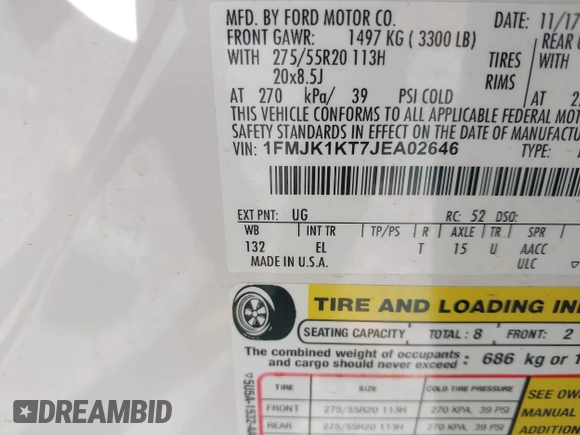 MFD. BY FORD MOTOR CO.
DATE: 11/17
FRONT GAWR: 1497 KG ( 3300 LB)
REAR
WITH 275/55R20 113H TIRES WITH
20x8.5J RIMS
AT 270 kPa/ 39 PSI COLD AT
THIS VEHICLE CONFORMS TO ALL APPLICABLE FEDERAL
SAFETY STANDARDS IN EFFECT ON THE DATE OF
VIN: 1FMJK1KT7JEA02646
EXT PNT: UG RC: 52 DSO:
WB INT TR TP/PS R AXLE TR SPR
132 EL T 15 U AACC
MADE IN U.S.A. ULC
TIRE AND LOADING
SEATING CAPACITY TOTAL: 8 FRONT: 2
The combined weight of occupants
and cargo should never exceed : 686 kg or
TIRE SIZE COLD TIRE PRESSURE
FRONT 275/55R20 113H 270 KPA, 39 PSI
REAR 275/55R20 113H 270 KPA, 39 PSI
SEE
MANUAL
ADDITION
DREAMBID